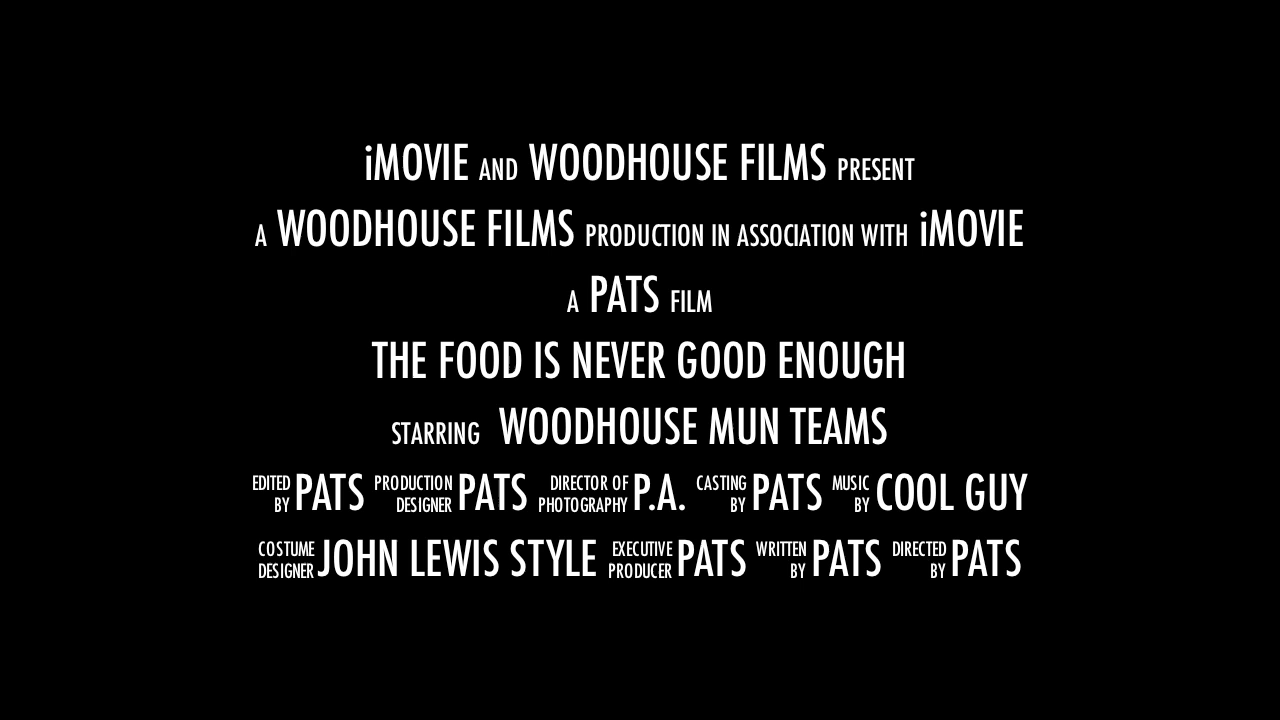 iMOVIE AND WOODHOUSE FILMS PRESENT
A WOODHOUSE FILMS PRODUCTION IN ASSOCIATION WITH iMOVIE
A PATS FILM
THE FOOD IS NEVER GOOD ENOUGH
STARRING WOODHOUSE MUN TEAMS
EDITED BY PATS PRODUCTION DESIGNER PATS DIRECTOR OF PHOTOGRAPHY P.A. CASTING BY PATS MUSIC BY COOL GUY
COSTUME DESIGNER JOHN LEWIS STYLE EXECUTIVE PRODUCER PATS WRITTEN BY PATS DIRECTED BY PATS